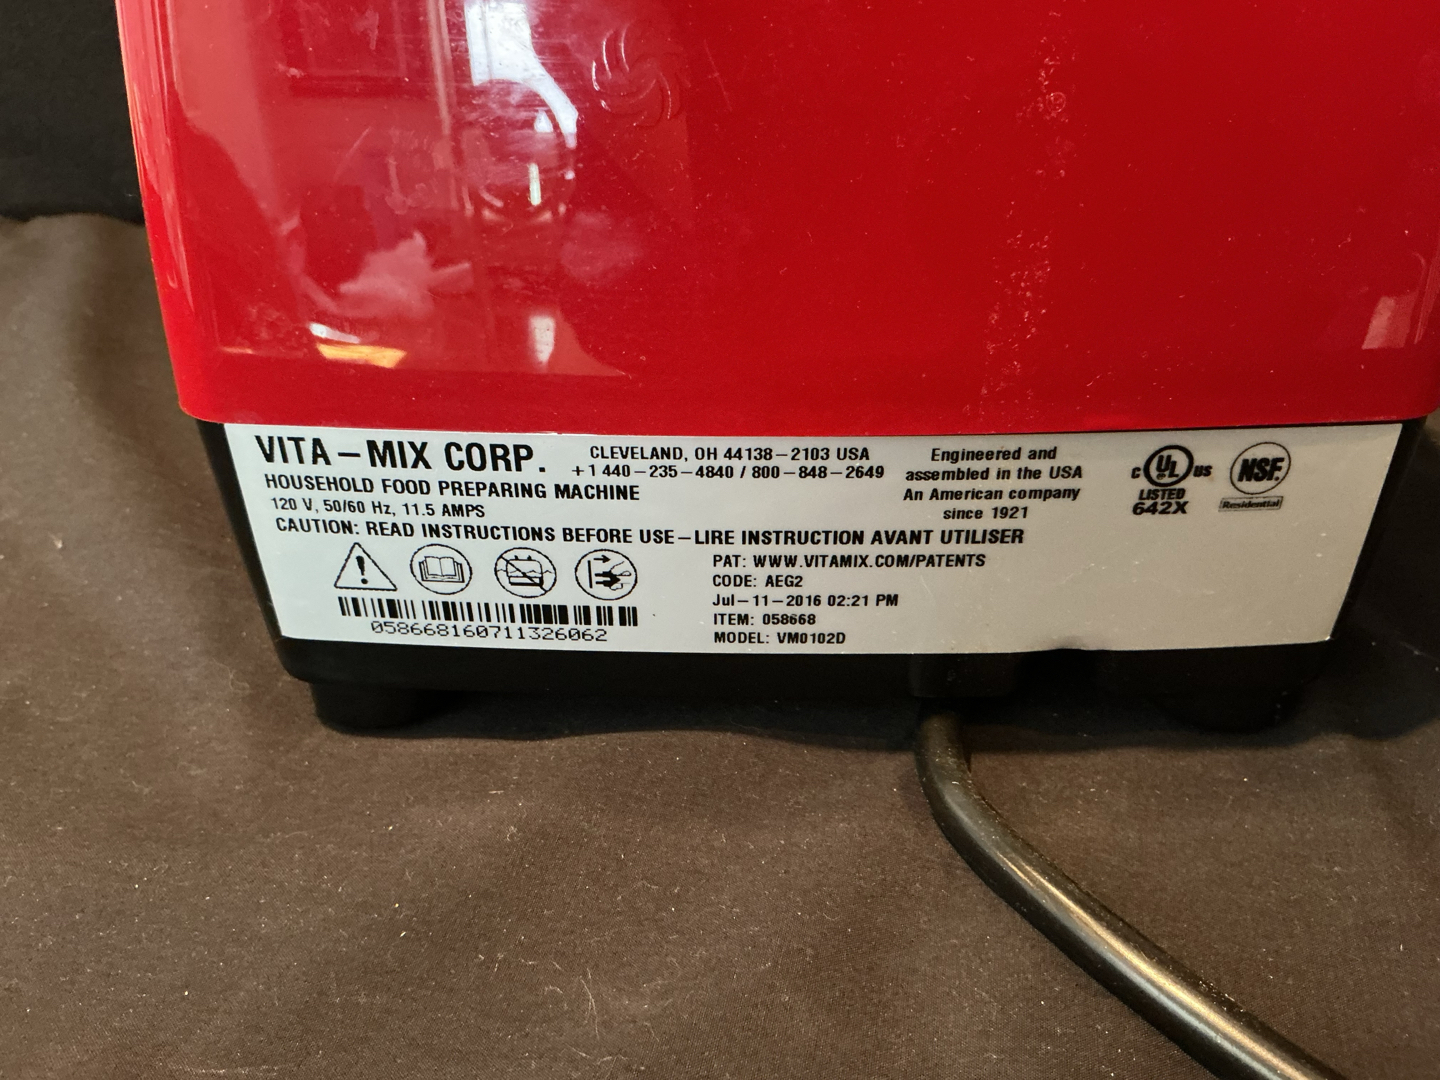 VITA-MIX CORP.
CLEVELAND, OH 44138-2103 USA
+1 440-235-4840 / 800-848-2649
HOUSEHOLD FOOD PREPARING MACHINE
120 V, 50/60 Hz, 11.5 AMPS
CAUTION: READ INSTRUCTIONS BEFORE USE-LIRE INSTRUCTION AVANT UTILISER
Engineered and
assembled in the USA
An American company
since 1921
C UL US
LISTED
642X
NSF.
Residential
058668160711326062
PAT: WWW.VITAMIX.COM/PATENTS
CODE: AEG2
Jul-11-2016 02:21 PM
ITEM: 058668
MODEL: VM0102D